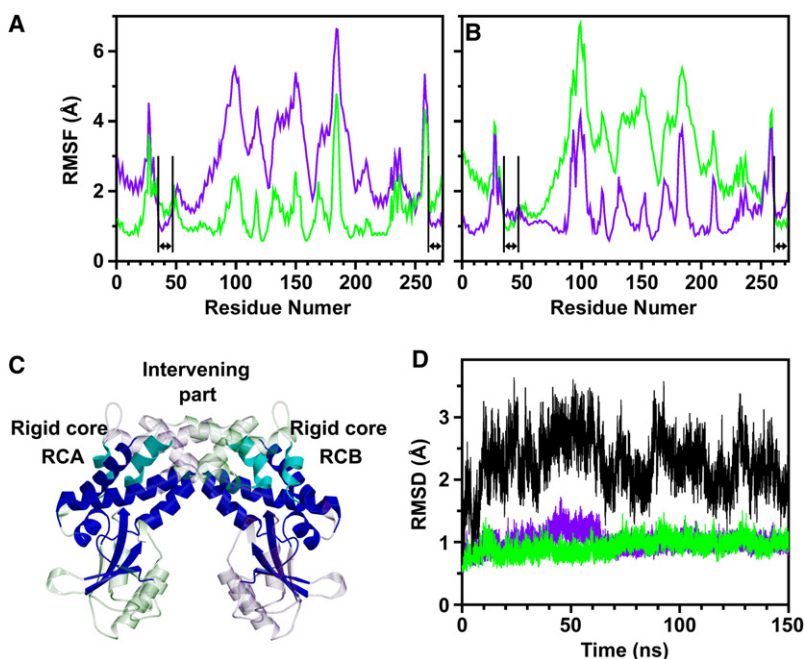 A
B
RMSF (Å)
6
4
2
0
0 50 100 150 200 250
0 50 100 150 200 250
Residue Numer
Residue Numer
C
Intervening
part
Rigid core
RCA
Rigid core
RCB
D
RMSD (Å)
3
2
1
0
0 50 100 150
Time (ns)